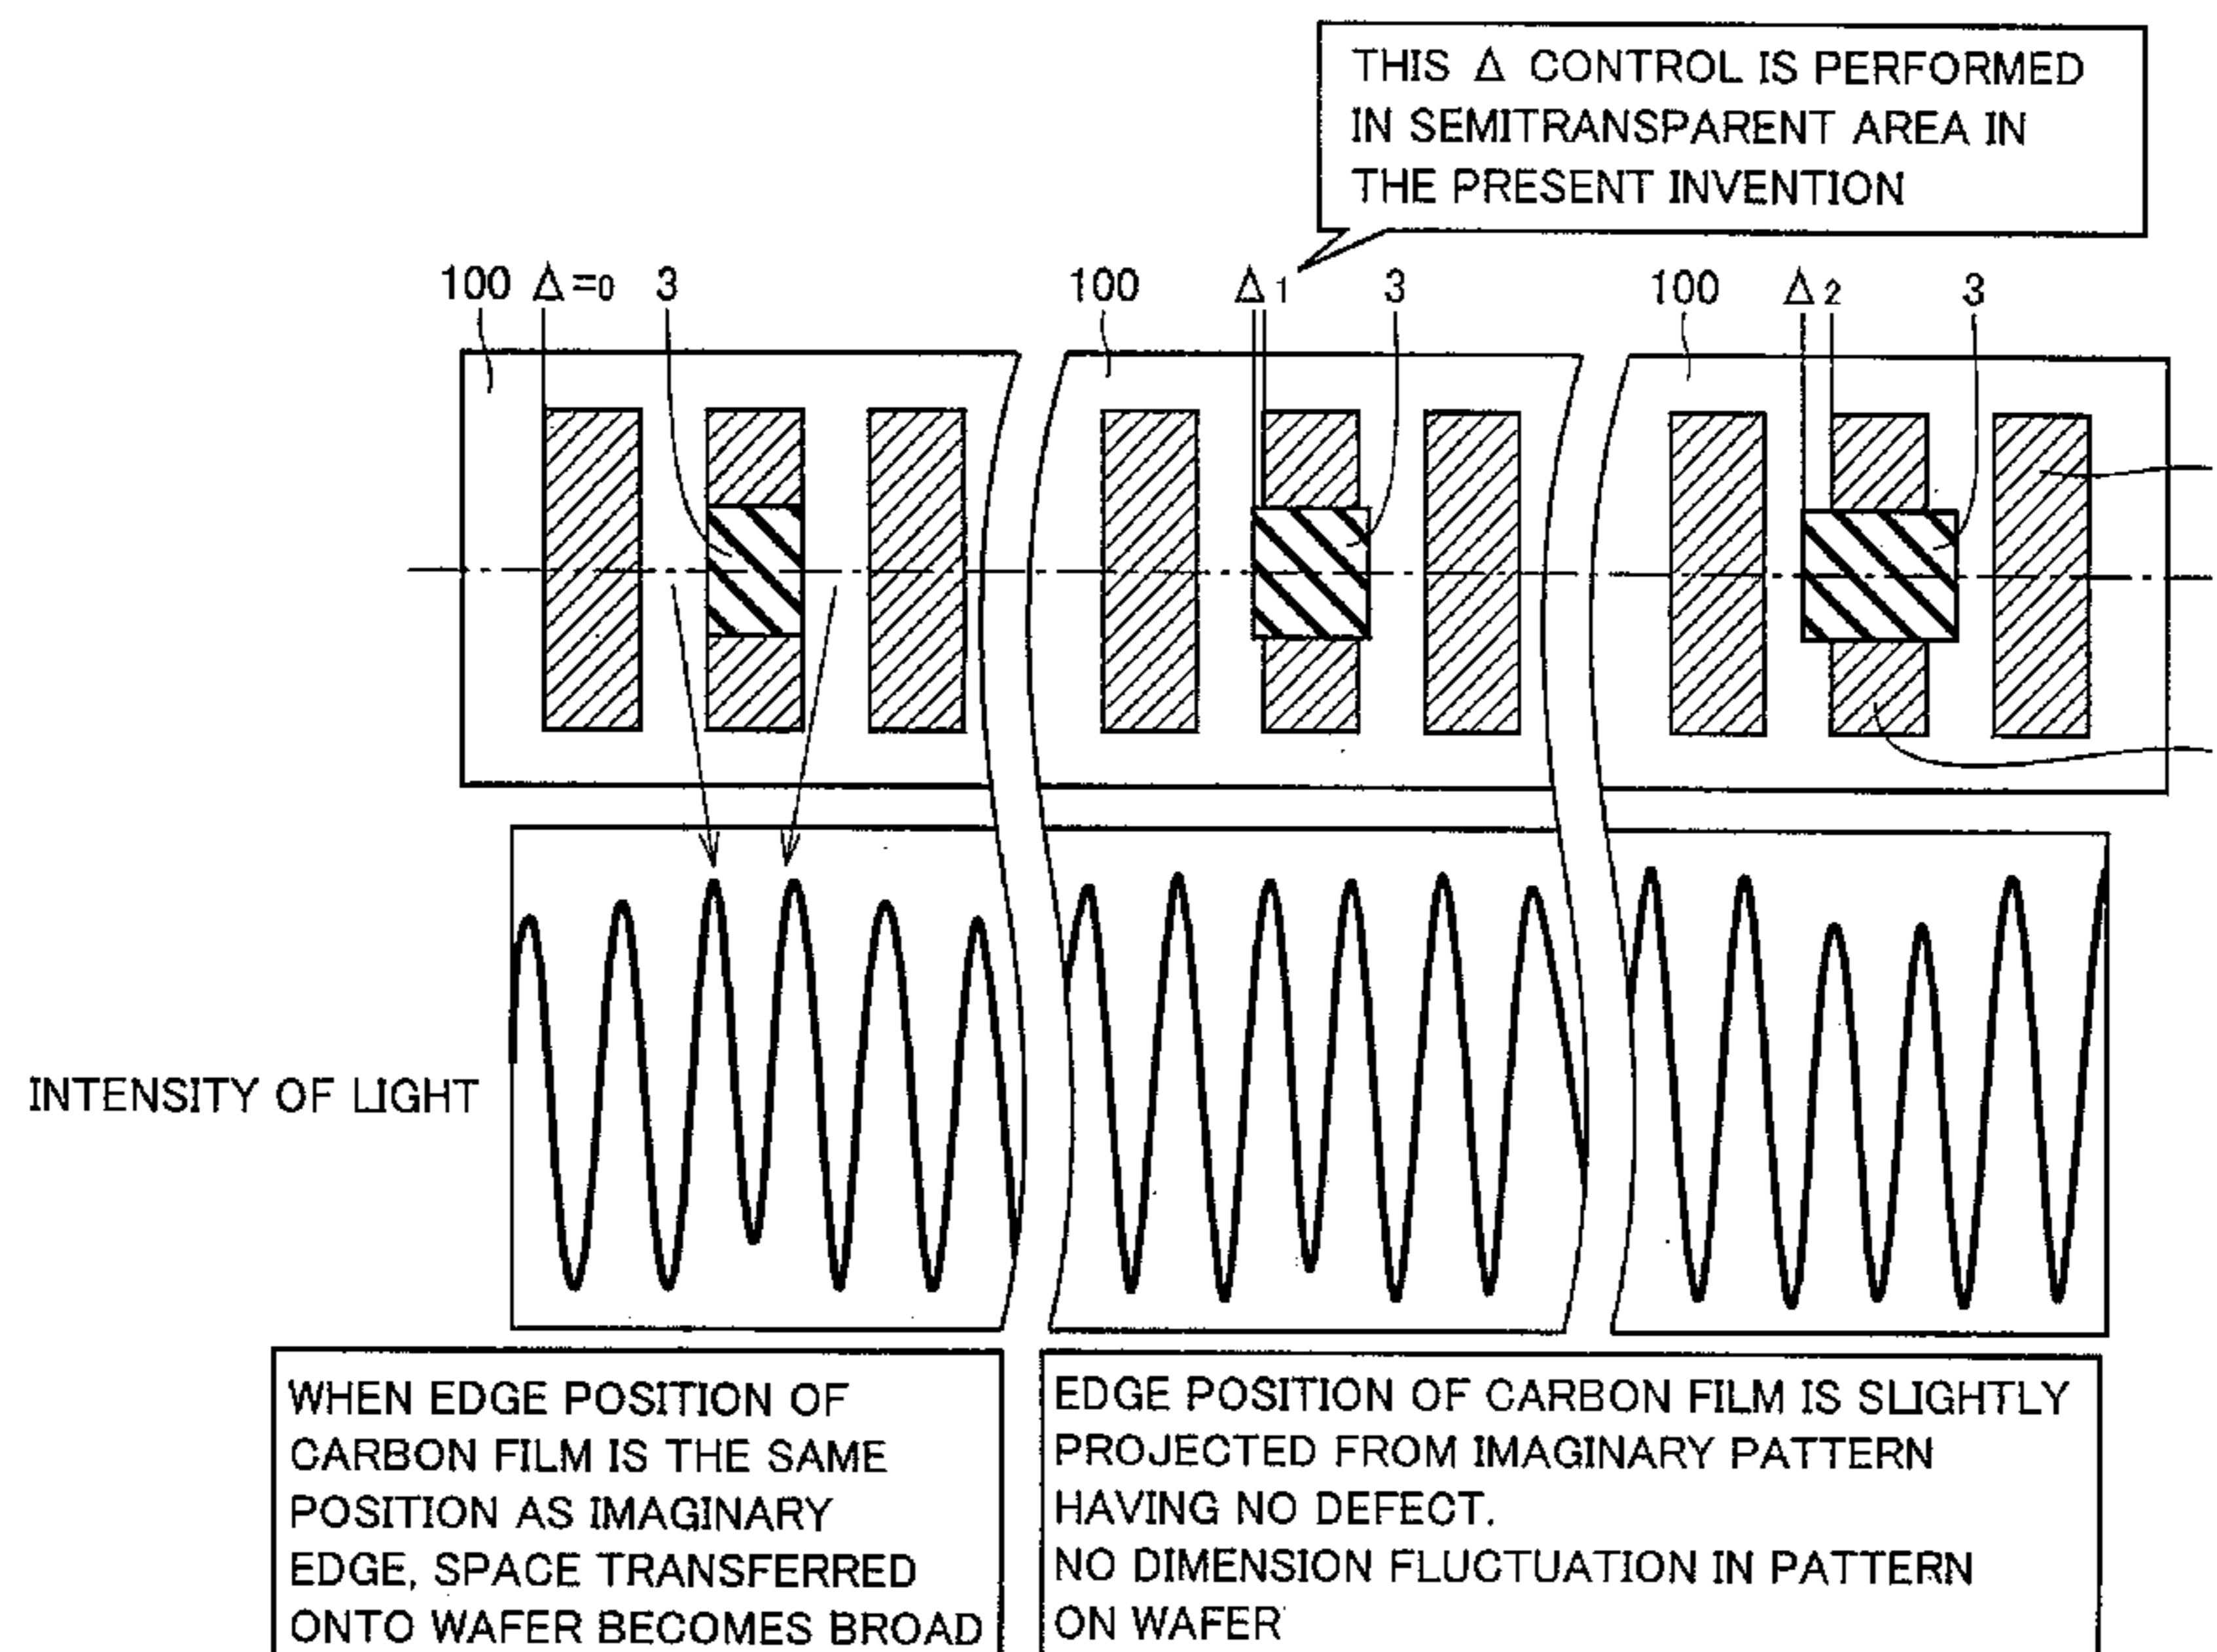 THIS Δ CONTROL IS PERFORMED
IN SEMITRANSPARENT AREA IN
THE PRESENT INVENTION
100 Δ=0 3
100 Δ1 3
100 Δ2 3
INTENSITY OF LIGHT
WHEN EDGE POSITION OF
CARBON FILM IS THE SAME
POSITION AS IMAGINARY
EDGE, SPACE TRANSFERRED
ONTO WAFER BECOMES BROAD
EDGE POSITION OF CARBON FILM IS SLIGHTLY
PROJECTED FROM IMAGINARY PATTERN
HAVING NO DEFECT.
NO DIMENSION FLUCTUATION IN PATTERN
ON WAFER